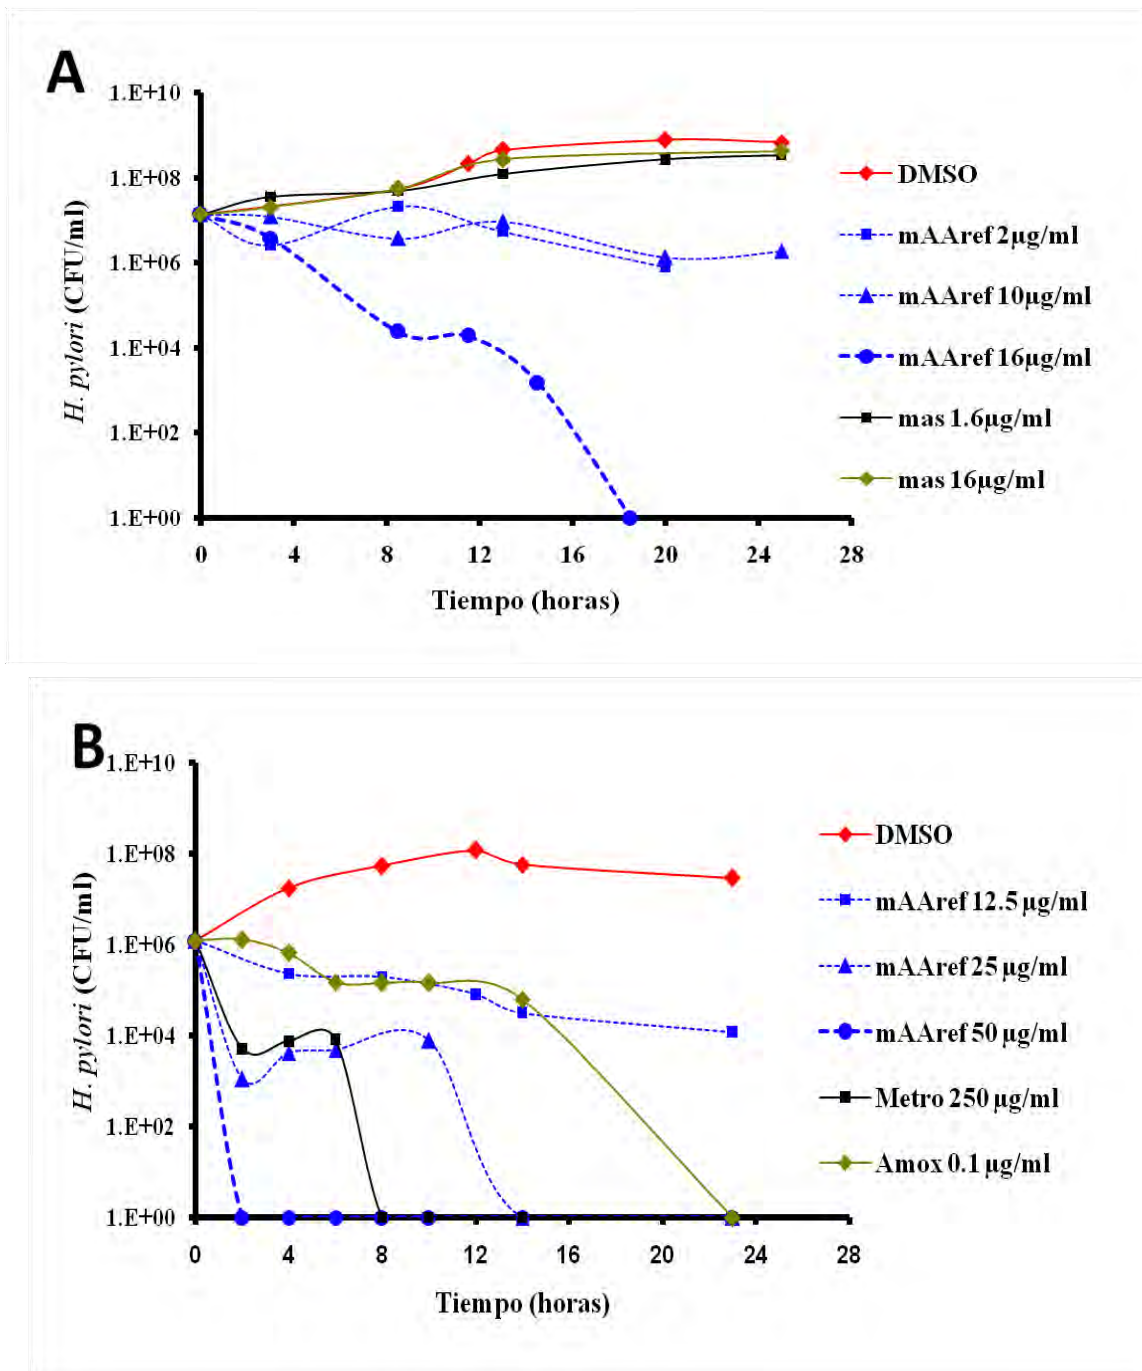 A
1.E+10
1.E+08
1.E+06
1.E+04
1.E+02
1.E+00
H. pylori (CFU/ml)
0 4 8 12 16 20 24 28
Tiempo (horas)
DMSO
mAAref 2µg/ml
mAAref 10µg/ml
mAAref 16µg/ml
mas 1.6µg/ml
mas 16µg/ml
B
1.E+10
1.E+08
1.E+06
1.E+04
1.E+02
1.E+00
H. pylori (CFU/ml)
0 4 8 12 16 20 24 28
Tiempo (horas)
DMSO
mAAref 12.5 µg/ml
mAAref 25 µg/ml
mAAref 50 µg/ml
Metro 250 µg/ml
Amox 0.1 µg/ml